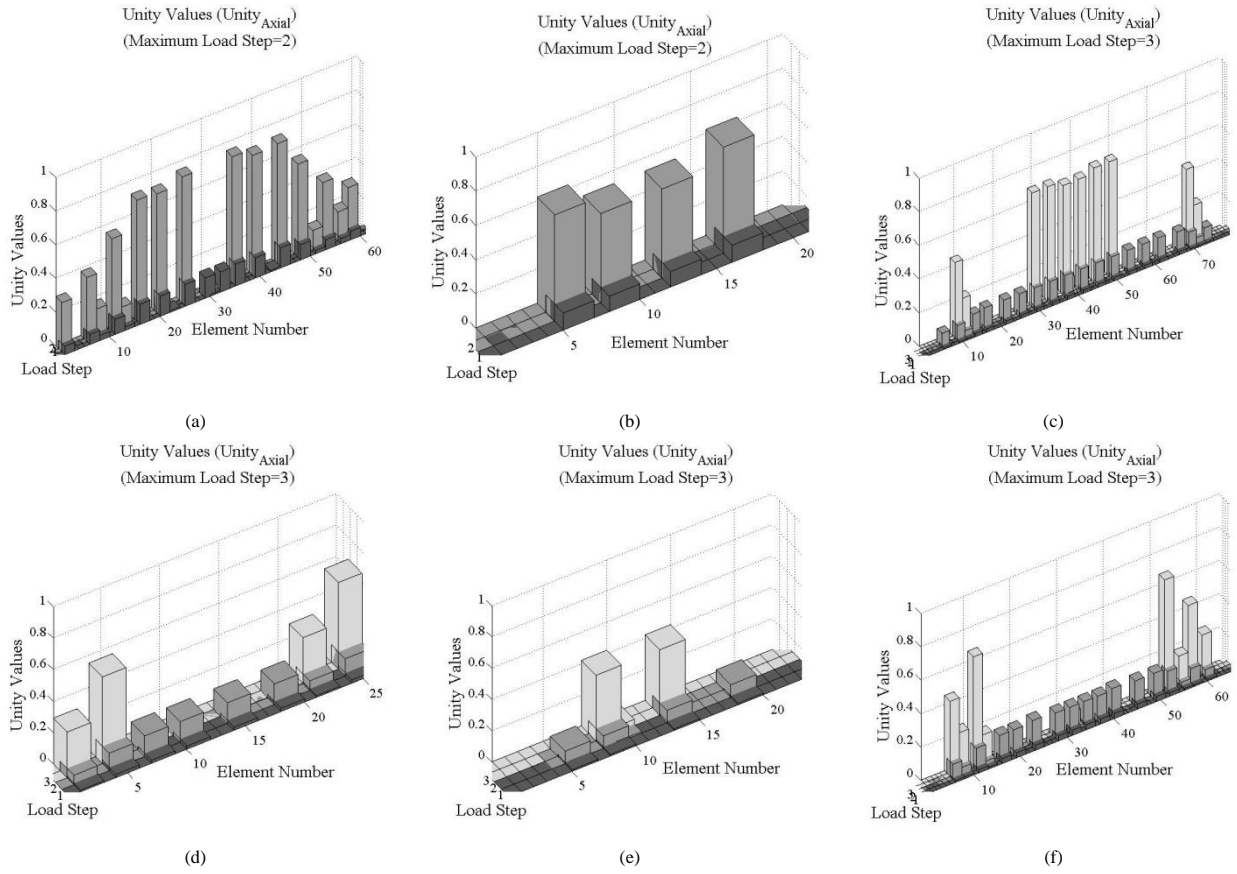 Unity Values (Unity_Axial)
(Maximum Load Step=2)
1
0.8
0.6
0.4
0.2
0
Unity Values
2
1
Load Step
10
20
30
40
50
60
Element Number
(a)
Unity Values (Unity_Axial)
(Maximum Load Step=2)
1
0.8
0.6
0.4
0.2
0
Unity Values
2
1
Load Step
5
10
15
20
Element Number
(b)
Unity Values (Unity_Axial)
(Maximum Load Step=3)
1
0.8
0.6
0.4
0.2
0
Unity Values
3
Load Step
10
20
30
40
50
60
70
Element Number
(c)
Unity Values (Unity_Axial)
(Maximum Load Step=3)
1
0.8
0.6
0.4
0.2
0
Unity Values
3
2
1
Load Step
5
10
15
20
25
Element Number
(d)
Unity Values (Unity_Axial)
(Maximum Load Step=3)
1
0.8
0.6
0.4
0.2
0
Unity Values
3
2
1
Load Step
5
10
15
20
Element Number
(e)
Unity Values (Unity_Axial)
(Maximum Load Step=3)
1
0.8
0.6
0.4
0.2
0
Unity Values
3
Load Step
10
20
30
40
50
60
Element Number
(f)